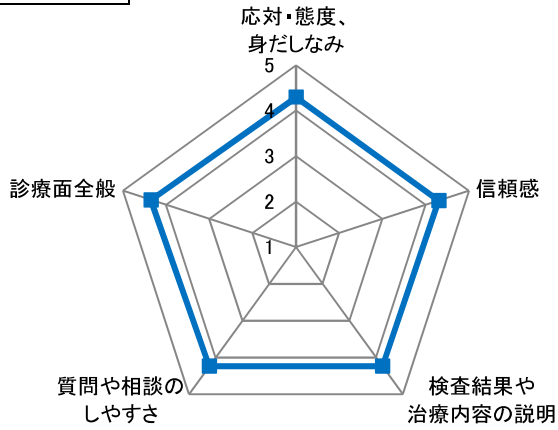 応対・態度、
身だしなみ
5
4
3
2
1
診療面全般
信頼感
質問や相談の
しやすさ
検査結果や
治療内容の説明